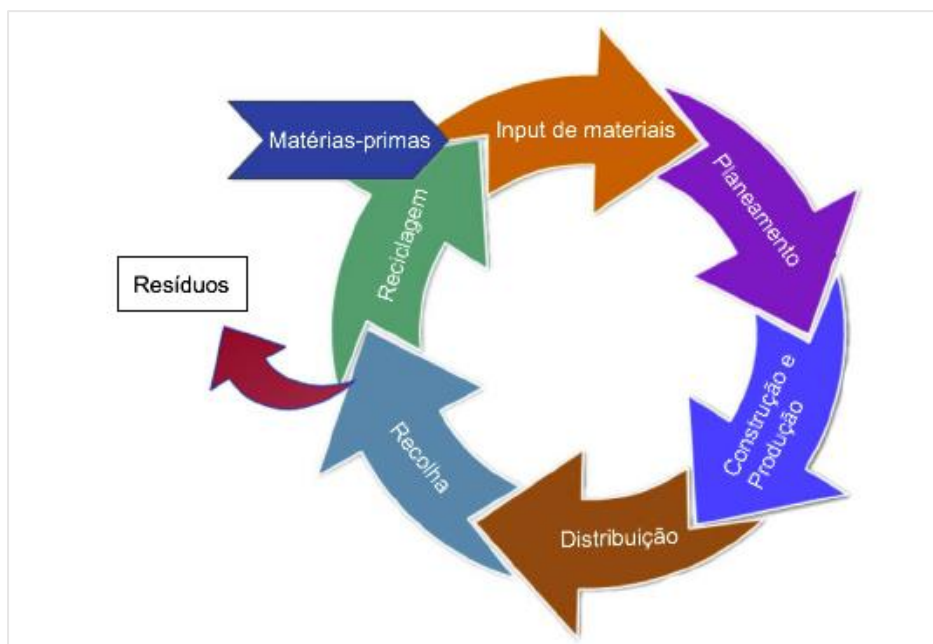 Matérias-primas
Input de materiais
Planeamento
Construção e
Produção
Distribuição
Recolha
Reciclagem
Resíduos